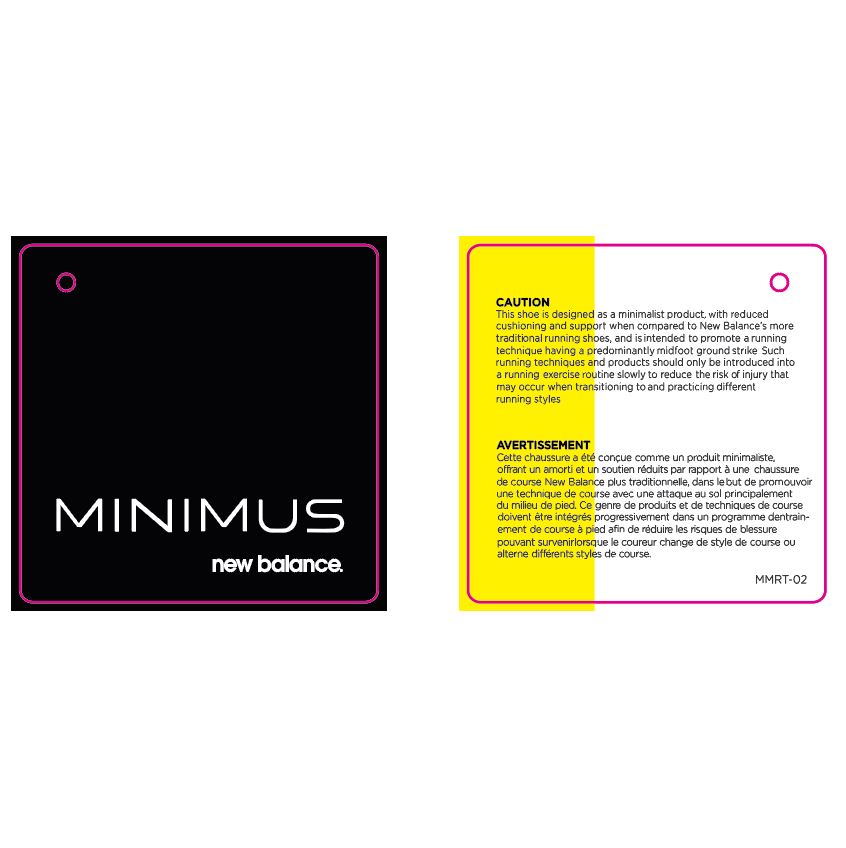 MINIMUS
new balance.
CAUTION
This shoe is designed as a minimalist product, with reduced
cushioning and support when compared to New Balance's more
traditional running shoes, and is intended to promote a running
technique having a predominantly midfoot ground strike Such
running techniques and products should only be introduced into
a running exercise routine slowly to reduce the risk of injury that
may occur when transitioning to and practicing different
running styles
AVERTISSEMENT
Cette chaussure a été conçue comme un produit minimaliste,
offrant un amorti et un soutien réduits par rapport à une chaussure
de course New Balance plus traditionnelle, dans le but de promouvoir
une technique de course avec une attaque au sol principalement
du milieu de pied. Ce genre de produits et de techniques de course
doivent être intégrés progressivement dans un programme dentrain-
ement de course à pied afin de réduire les risques de blessure
pouvant survenirlorsque le coureur change de style de course ou
alterne différents styles de course.
MMRT-02